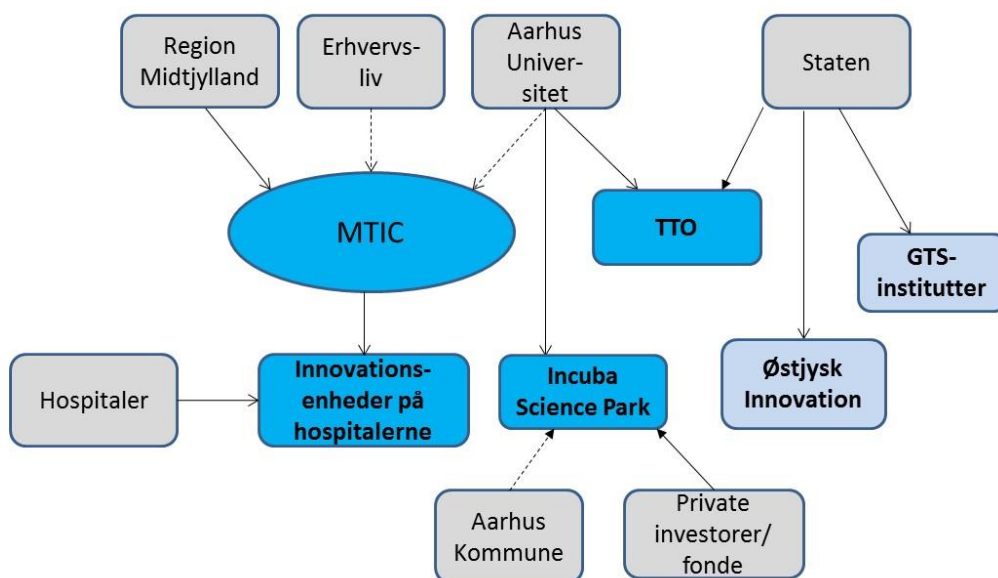 Region
Midtjylland
Erhvervs-
liv
Aarhus
Univer-
sitet
Staten
MTIC
TTO
GTS-
institutter
Hospitaler
Innovations-
enheder på
hospitalerne
Incuba
Science Park
Østjysk
Innovation
Aarhus
Kommune
Private
investorer/
fonde